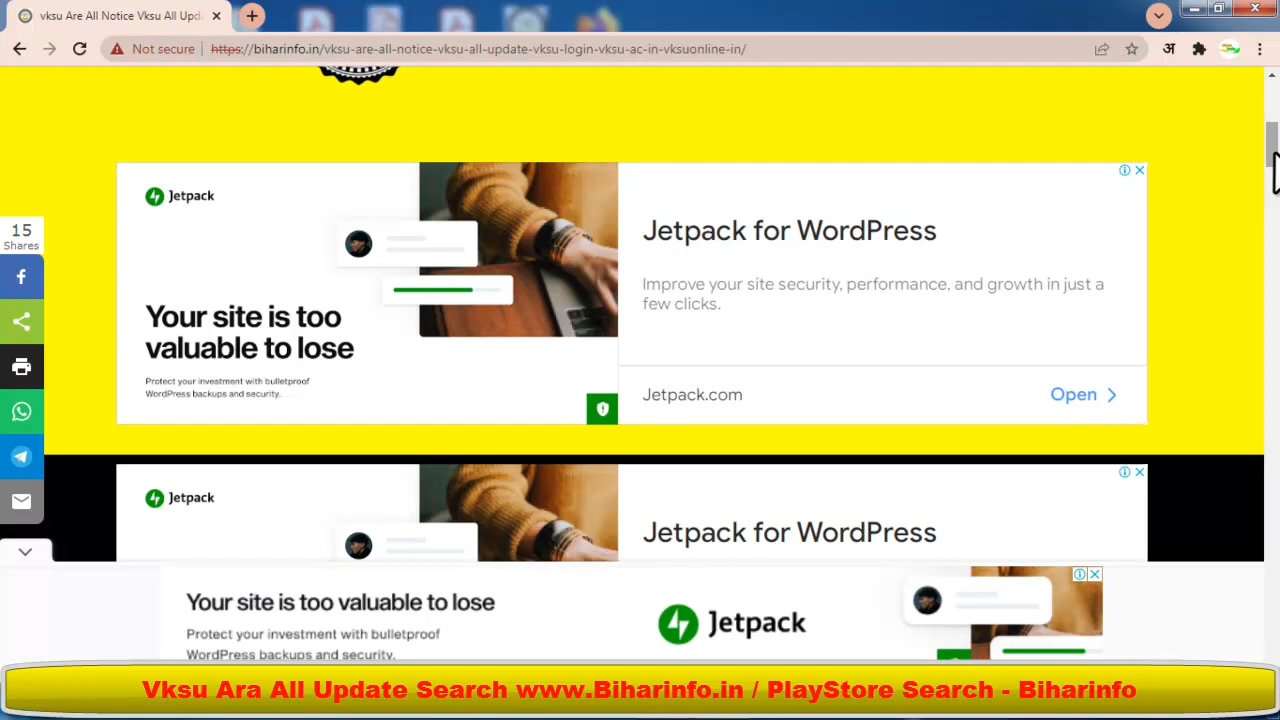 vksu Are All Notice Vksu All Upd
Not secure
https://biharinfo.in/vksu-are-all-notice-vksu-all-update-vksu-login-vksu-ac-in-vksuonline-in/
अ
Jetpack
Your site is too
valuable to lose
Protect your investment with bulletproof
WordPress backups and security.
Jetpack for WordPress
Improve your site security, performance, and growth in just a
few clicks.
Jetpack.com
Open
15
Shares
Jetpack
Jetpack for WordPress
Your site is too valuable to lose
Protect your investment with bulletproof
WordPress backups and security.
Jetpack
Vksu Ara All Update Search www.Biharinfo.in / PlayStore Search - Biharinfo